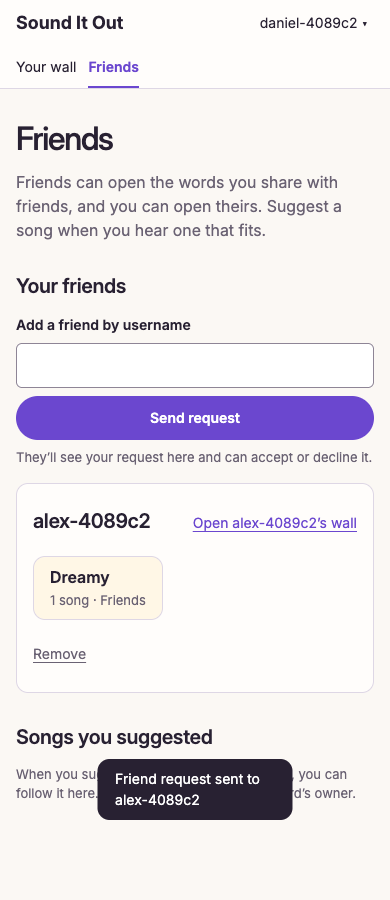 Sound It Out
daniel-4089c2 ▾
Your wall Friends
Friends
Friends can open the words you share with
friends, and you can open theirs. Suggest a
song when you hear one that fits.
Your friends
Add a friend by username
Send request
They’ll see your request here and can accept or decline it.
alex-4089c2
Open alex-4089c2’s wall
Dreamy
1 song · Friends
Remove
Songs you suggested
When you , you can
follow it here. owner.
Friend request sent to
alex-4089c2